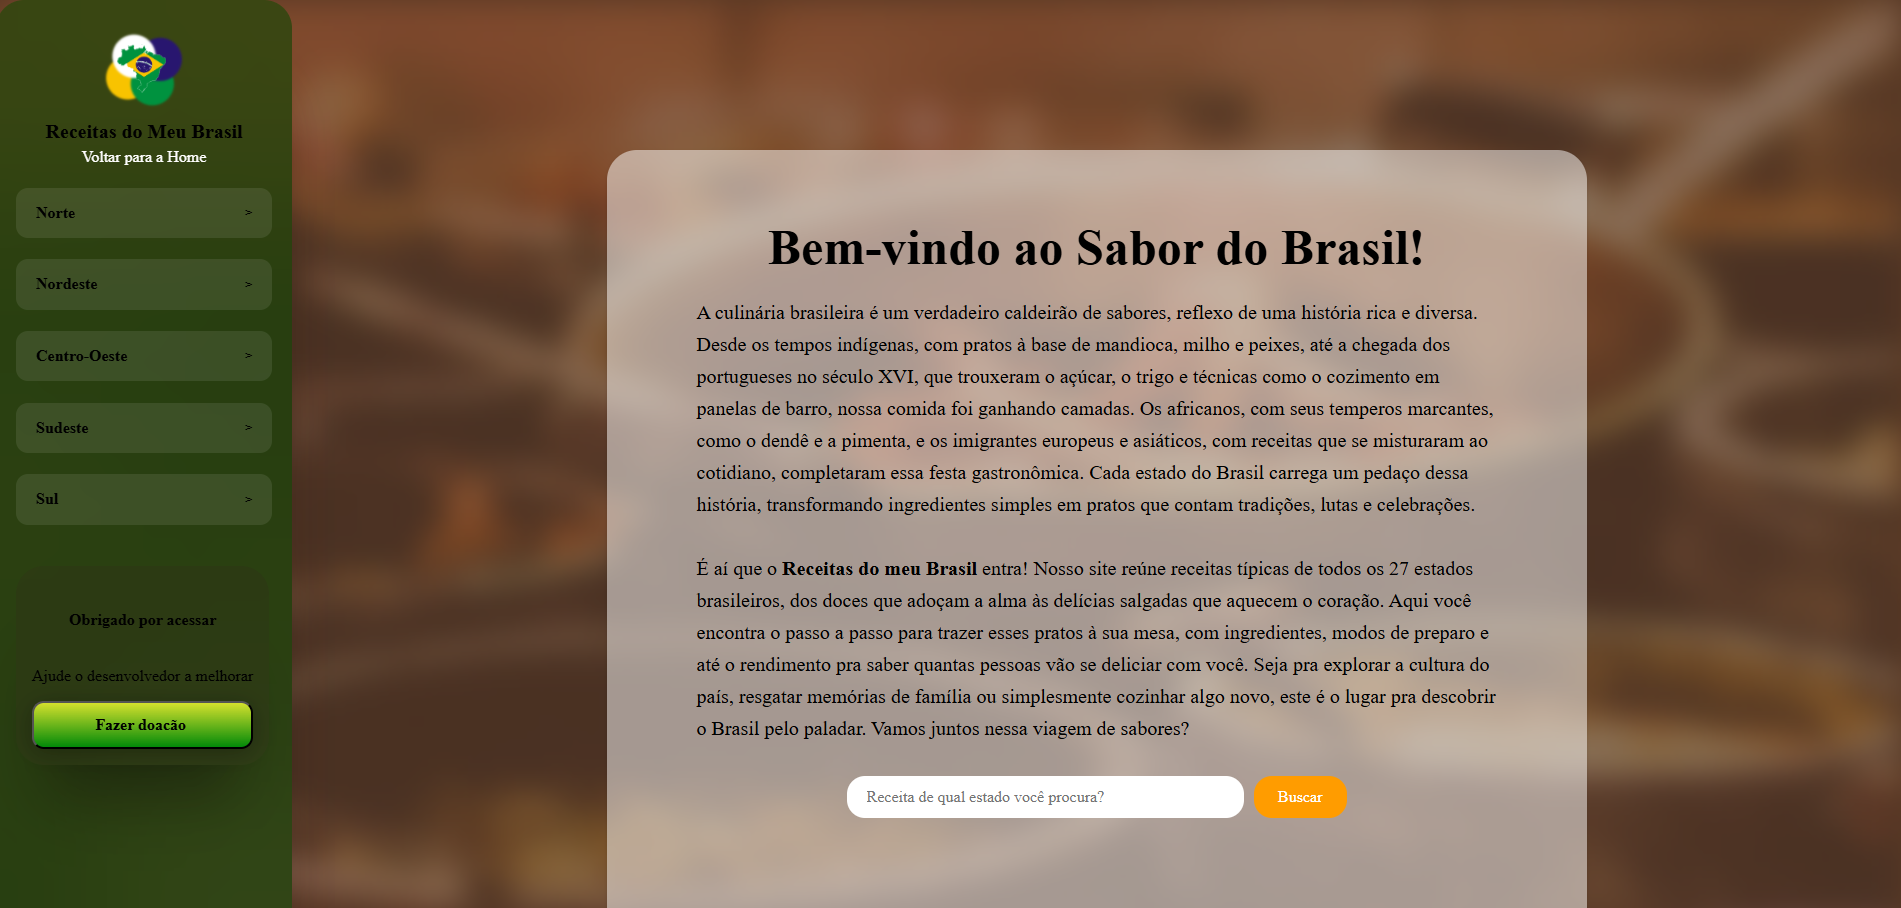 Receitas do Meu Brasil
Voltar para a Home
Norte >
Nordeste >
Centro-Oeste >
Sudeste >
Sul >
Obrigado por acessar
Ajude o desenvolvedor a melhorar
Fazer doacão
Bem-vindo ao Sabor do Brasil!
A culinária brasileira é um verdadeiro caldeirão de sabores, reflexo de uma história rica e diversa.
Desde os tempos indígenas, com pratos à base de mandioca, milho e peixes, até a chegada dos
portugueses no século XVI, que trouxeram o açúcar, o trigo e técnicas como o cozimento em
panelas de barro, nossa comida foi ganhando camadas. Os africanos, com seus temperos marcantes,
como o dendê e a pimenta, e os imigrantes europeus e asiáticos, com receitas que se misturaram ao
cotidiano, completaram essa festa gastronômica. Cada estado do Brasil carrega um pedaço dessa
história, transformando ingredientes simples em pratos que contam tradições, lutas e celebrações.
É aí que o Receitas do meu Brasil entra! Nosso site reúne receitas típicas de todos os 27 estados
brasileiros, dos doces que adoçam a alma às delícias salgadas que aquecem o coração. Aqui você
encontra o passo a passo para trazer esses pratos à sua mesa, com ingredientes, modos de preparo e
até o rendimento pra saber quantas pessoas vão se deliciar com você. Seja pra explorar a cultura do
país, resgatar memórias de família ou simplesmente cozinhar algo novo, este é o lugar pra descobrir
o Brasil pelo paladar. Vamos juntos nessa viagem de sabores?
Receita de qual estado você procura?
Buscar